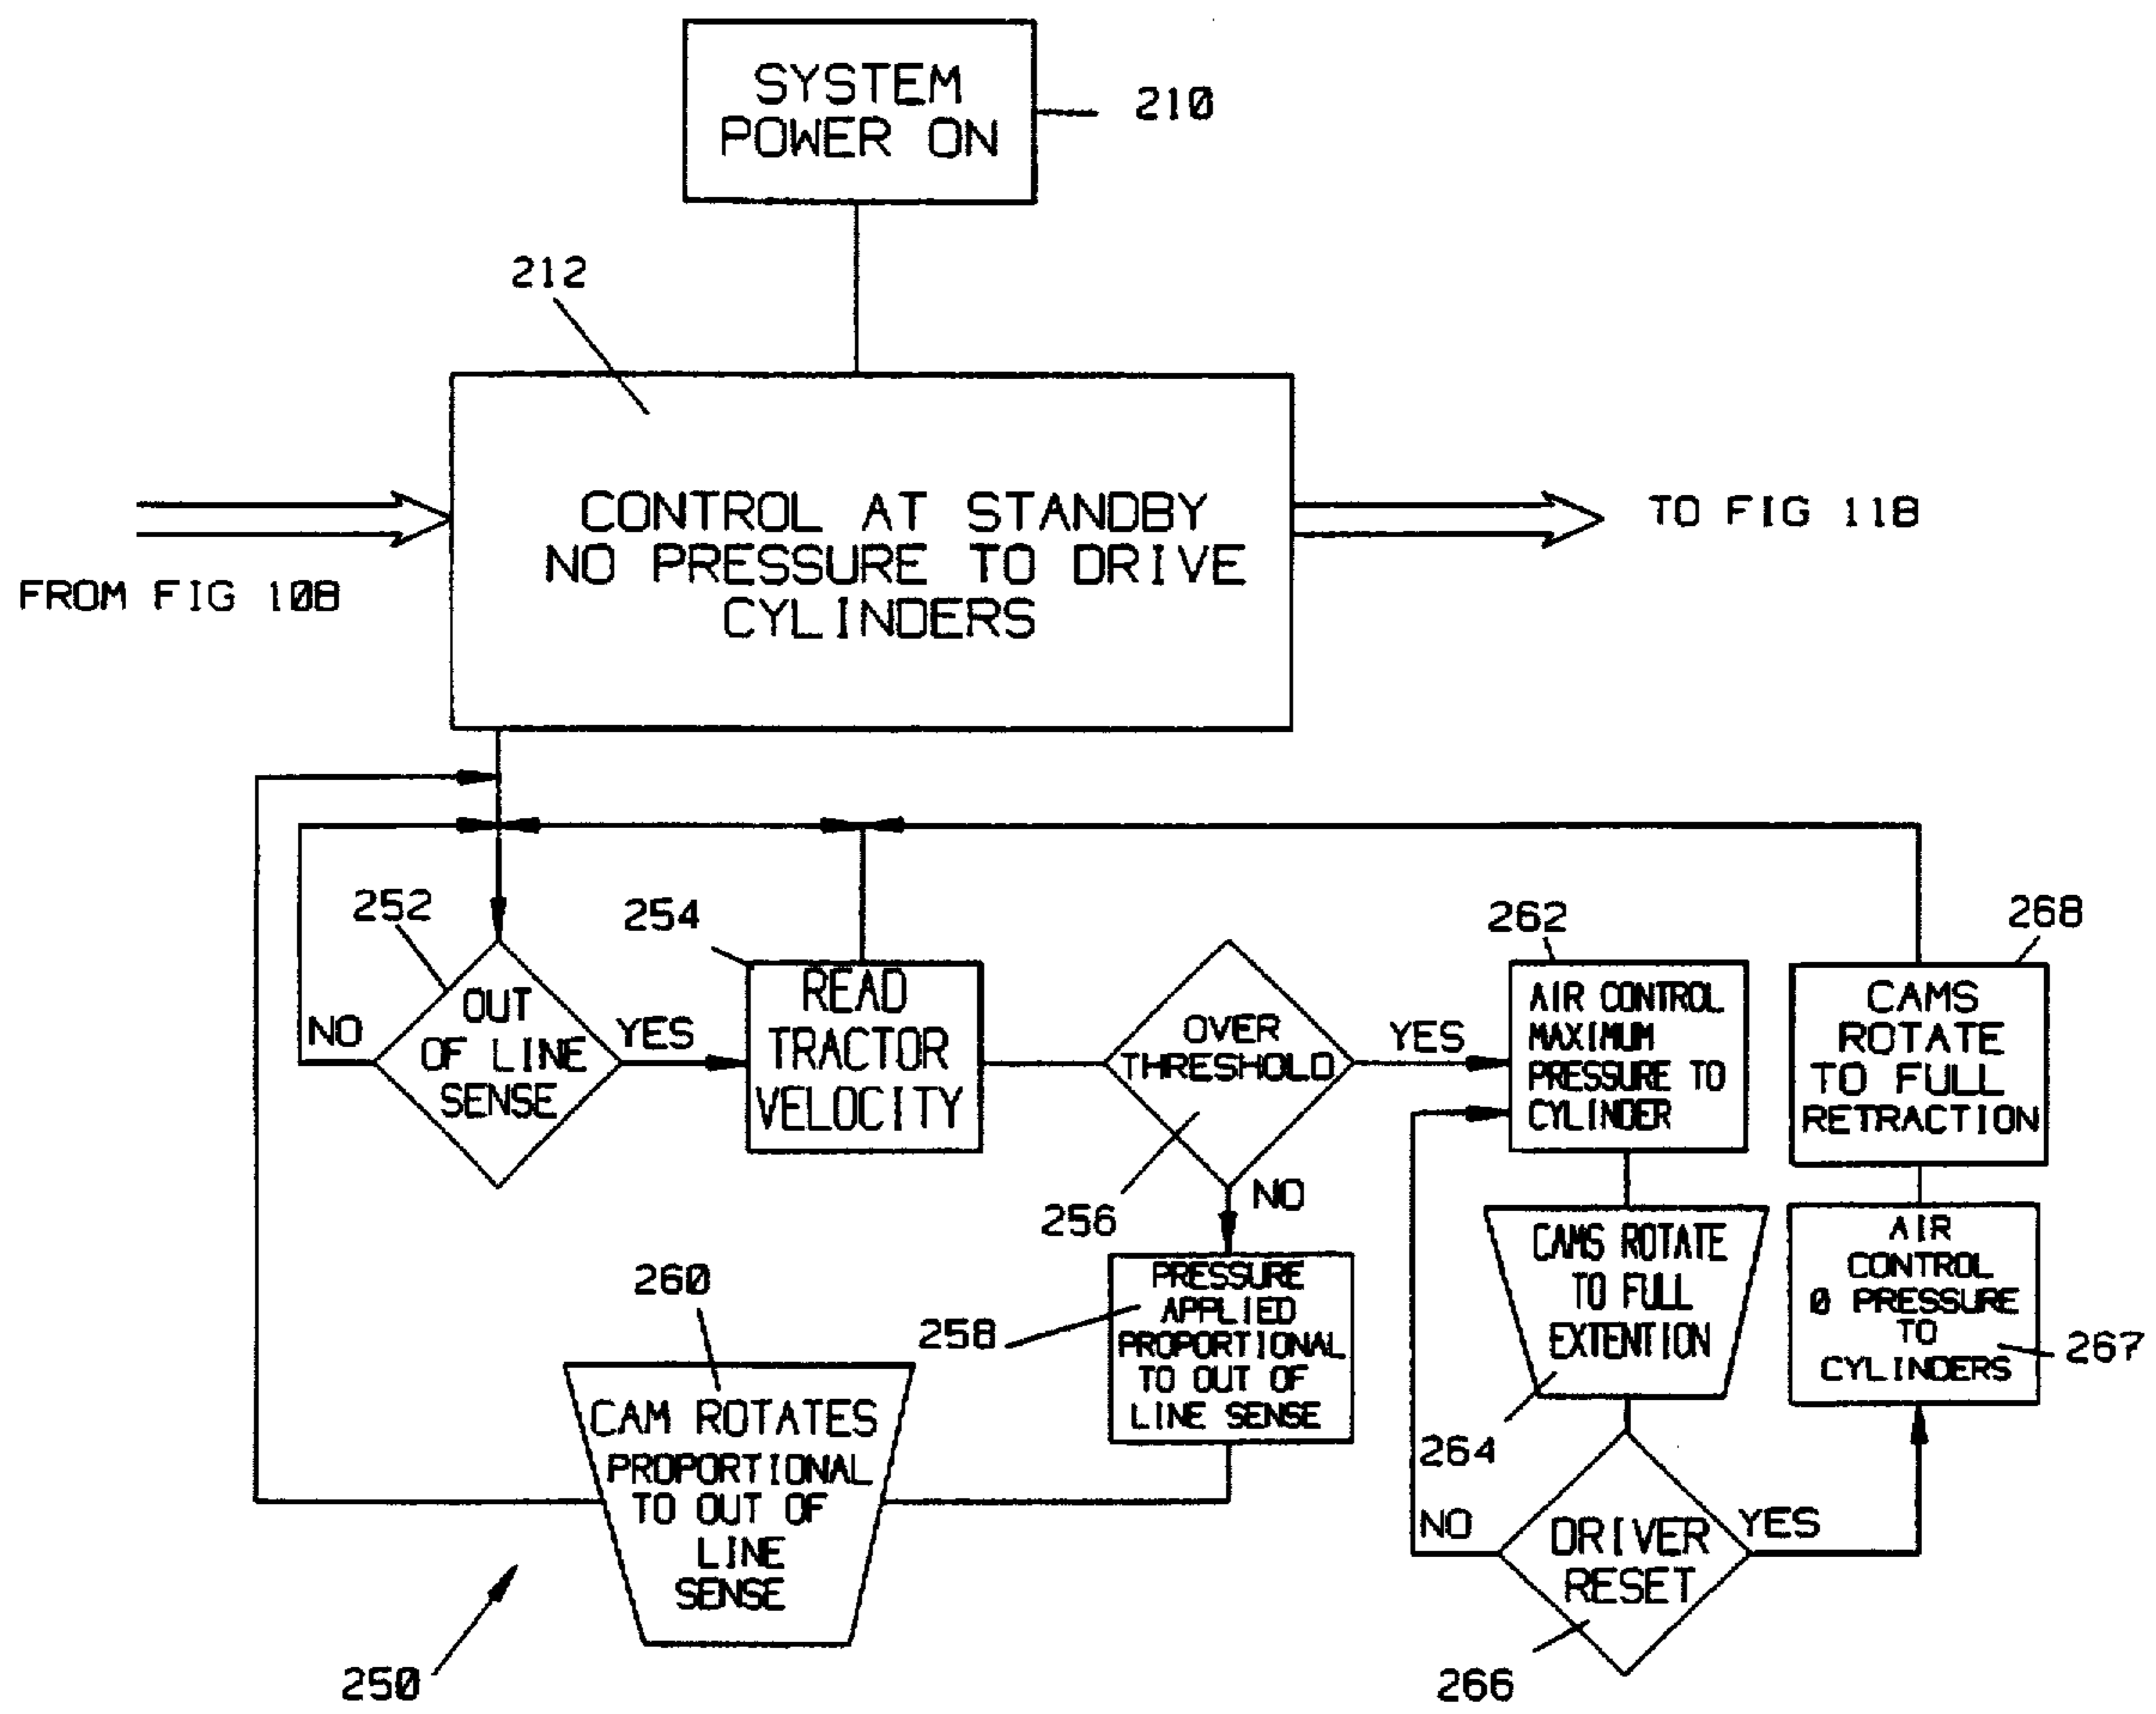 SYSTEM
POWER ON
210
212
CONTROL AT STANDBY
NO PRESSURE TO DRIVE
CYLINDERS
FROM FIG 10B
TO FIG 11B
252
OUT
OF LINE
SENSE
NO
YES
254
READ
TRACTOR
VELOCITY
OVER
THRESHOLD
256
YES
NO
262
AIR CONTROL
MAXIMUM
PRESSURE TO
CYLINDER
268
CAMS
ROTATE
TO FULL
RETRACTION
258
PRESSURE
APPLIED
PROPORTIONAL
TO OUT OF
LINE SENSE
260
CAM ROTATES
PROPORTIONAL
TO OUT OF
LINE
SENSE
CAMS ROTATE
TO FULL
EXTENTION
264
AIR
CONTROL
0 PRESSURE
TO
CYLINDERS
267
NO
DRIVER
RESET
YES
266
250